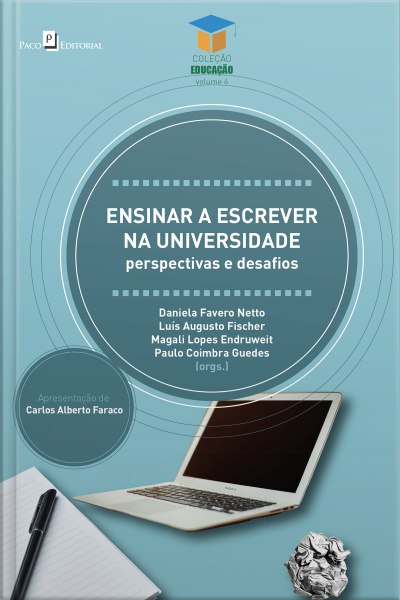 PACO P EDITORIAL
COLEÇÃO
EDUCAÇÃO
volume 6
ENSINAR A ESCREVER
NA UNIVERSIDADE
perspectivas e desafios
Daniela Favero Netto
Luís Augusto Fischer
Magali Lopes Endruweit
Paulo Coimbra Guedes
(orgs.)
Apresentação de
Carlos Alberto Faraco